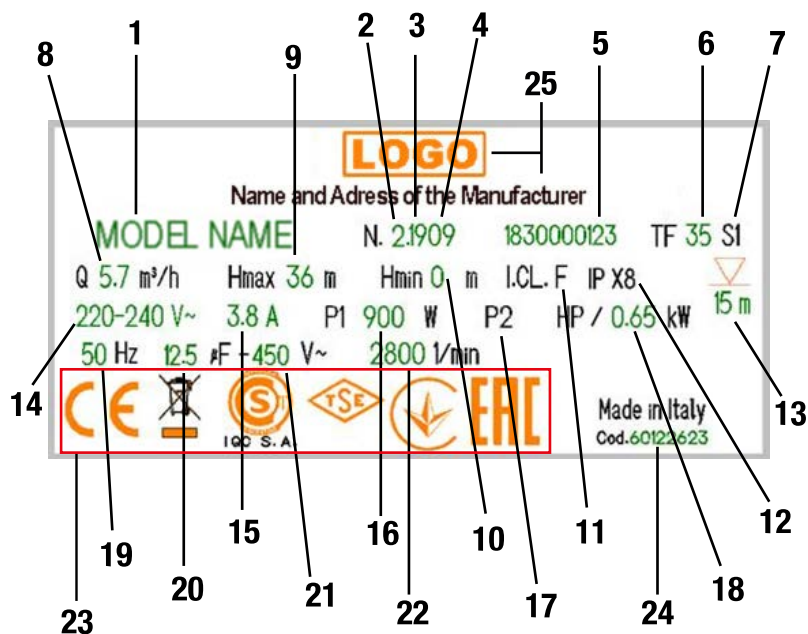 1 2 3 4 5 6 7
8 9 25
LOGO
Name and Adress of the Manufacturer
MODEL NAME N. 2.1909 1830000123 TF 35 S1
Q 5.7 m³/h Hmax 36 m Hmin 0 m I.CL. F IP X8
15 m
220-240 V~ 3.8 A P1 900 W P2 HP / 0.65 kW
50 Hz 12.5 µF - 450 V~ 2800 1/min
CE S TSE EAC
IQC S.A.
Made in Italy
Cod.60122623
14 13
19 20 15 21 16 22 10 17 11 18 12
23 24